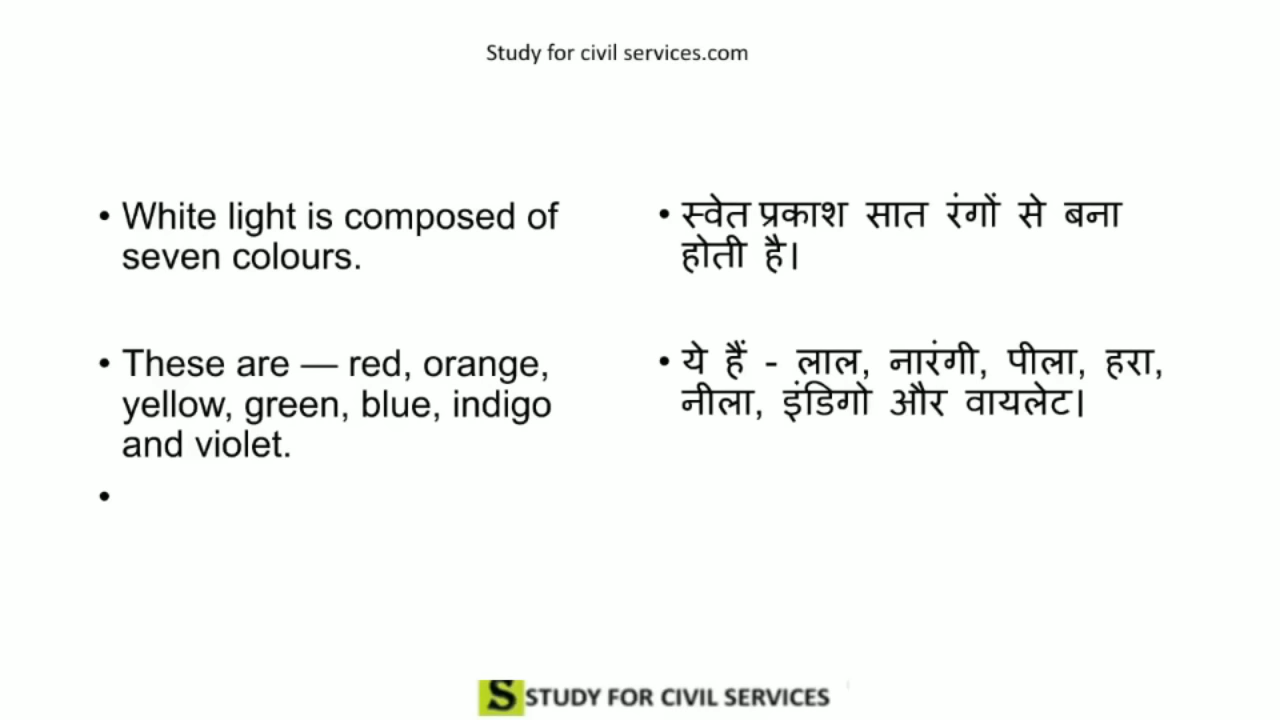 Study for civil services.com
• White light is composed of
seven colours.
• These are — red, orange,
yellow, green, blue, indigo
and violet.
•
• स्वेत प्रकाश सात रंगों से बना
होती है।
• ये हैं - लाल, नारंगी, पीला, हरा,
नीला, इंडिगो और वायलेट।
S STUDY FOR CIVIL SERVICES